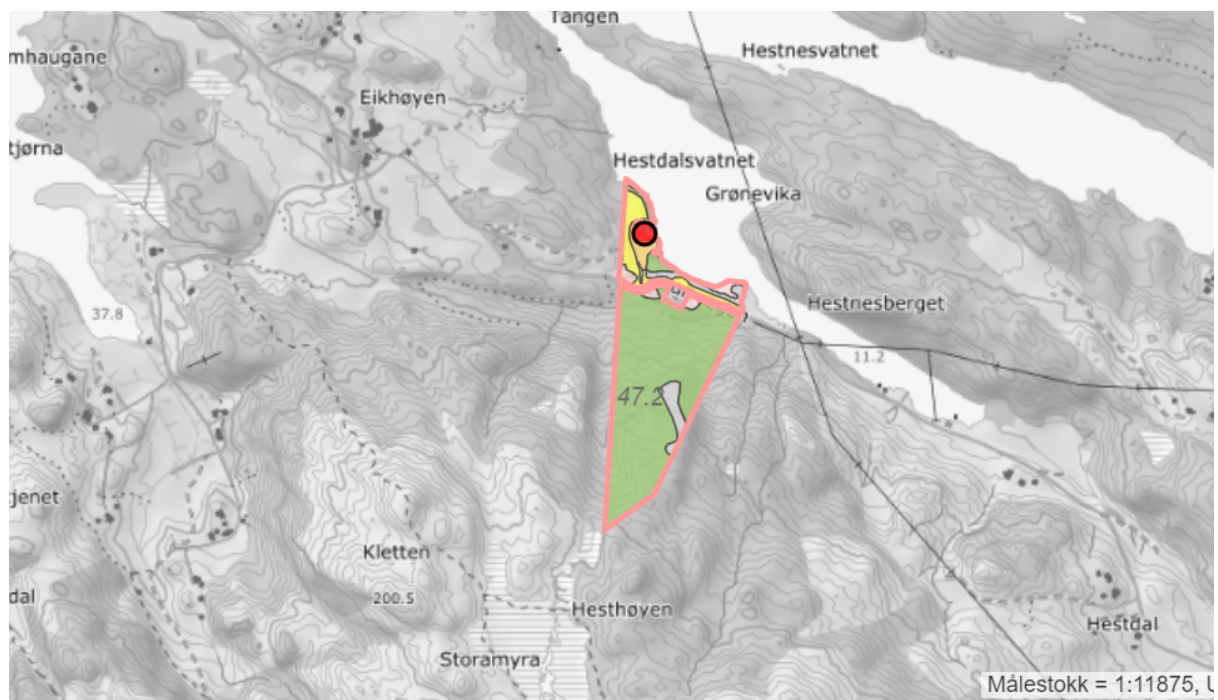 Tangen
Hestnesvatnet
mhaugane
Eikhøyen
tjørna
Hestdalsvatnet
Grønevika
37.8
Hestnesberget
11.2
47.2
tjenet
Kletten
200.5
dal
Hesthøyen
Hestdal
Storamyra
Målestokk = 1:11875, U